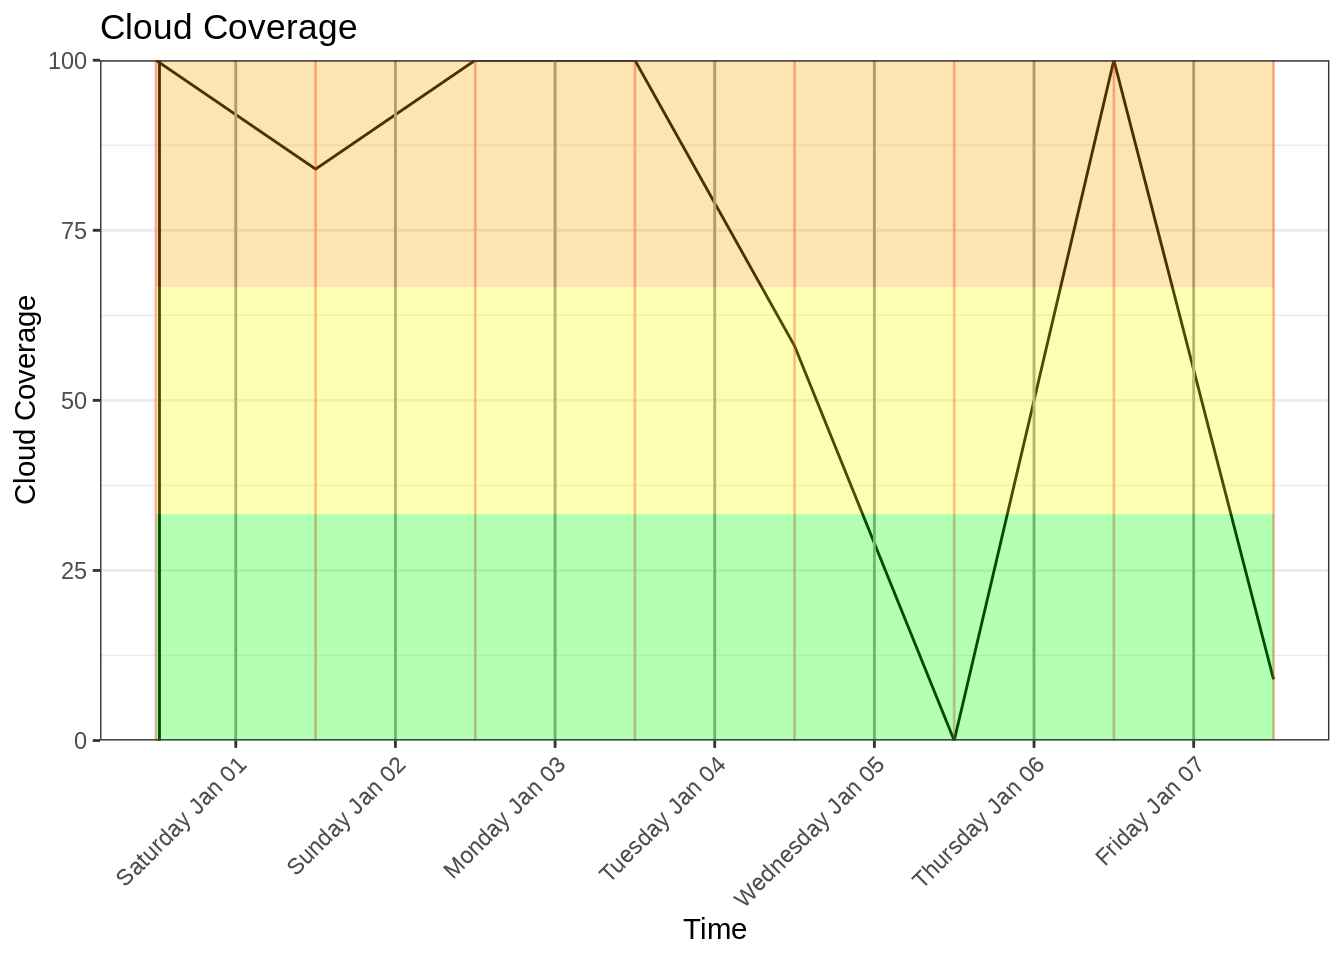 Cloud Coverage
100
75
50
25
0
Cloud Coverage
Saturday Jan 01
Sunday Jan 02
Monday Jan 03
Tuesday Jan 04
Wednesday Jan 05
Thursday Jan 06
Friday Jan 07
Time